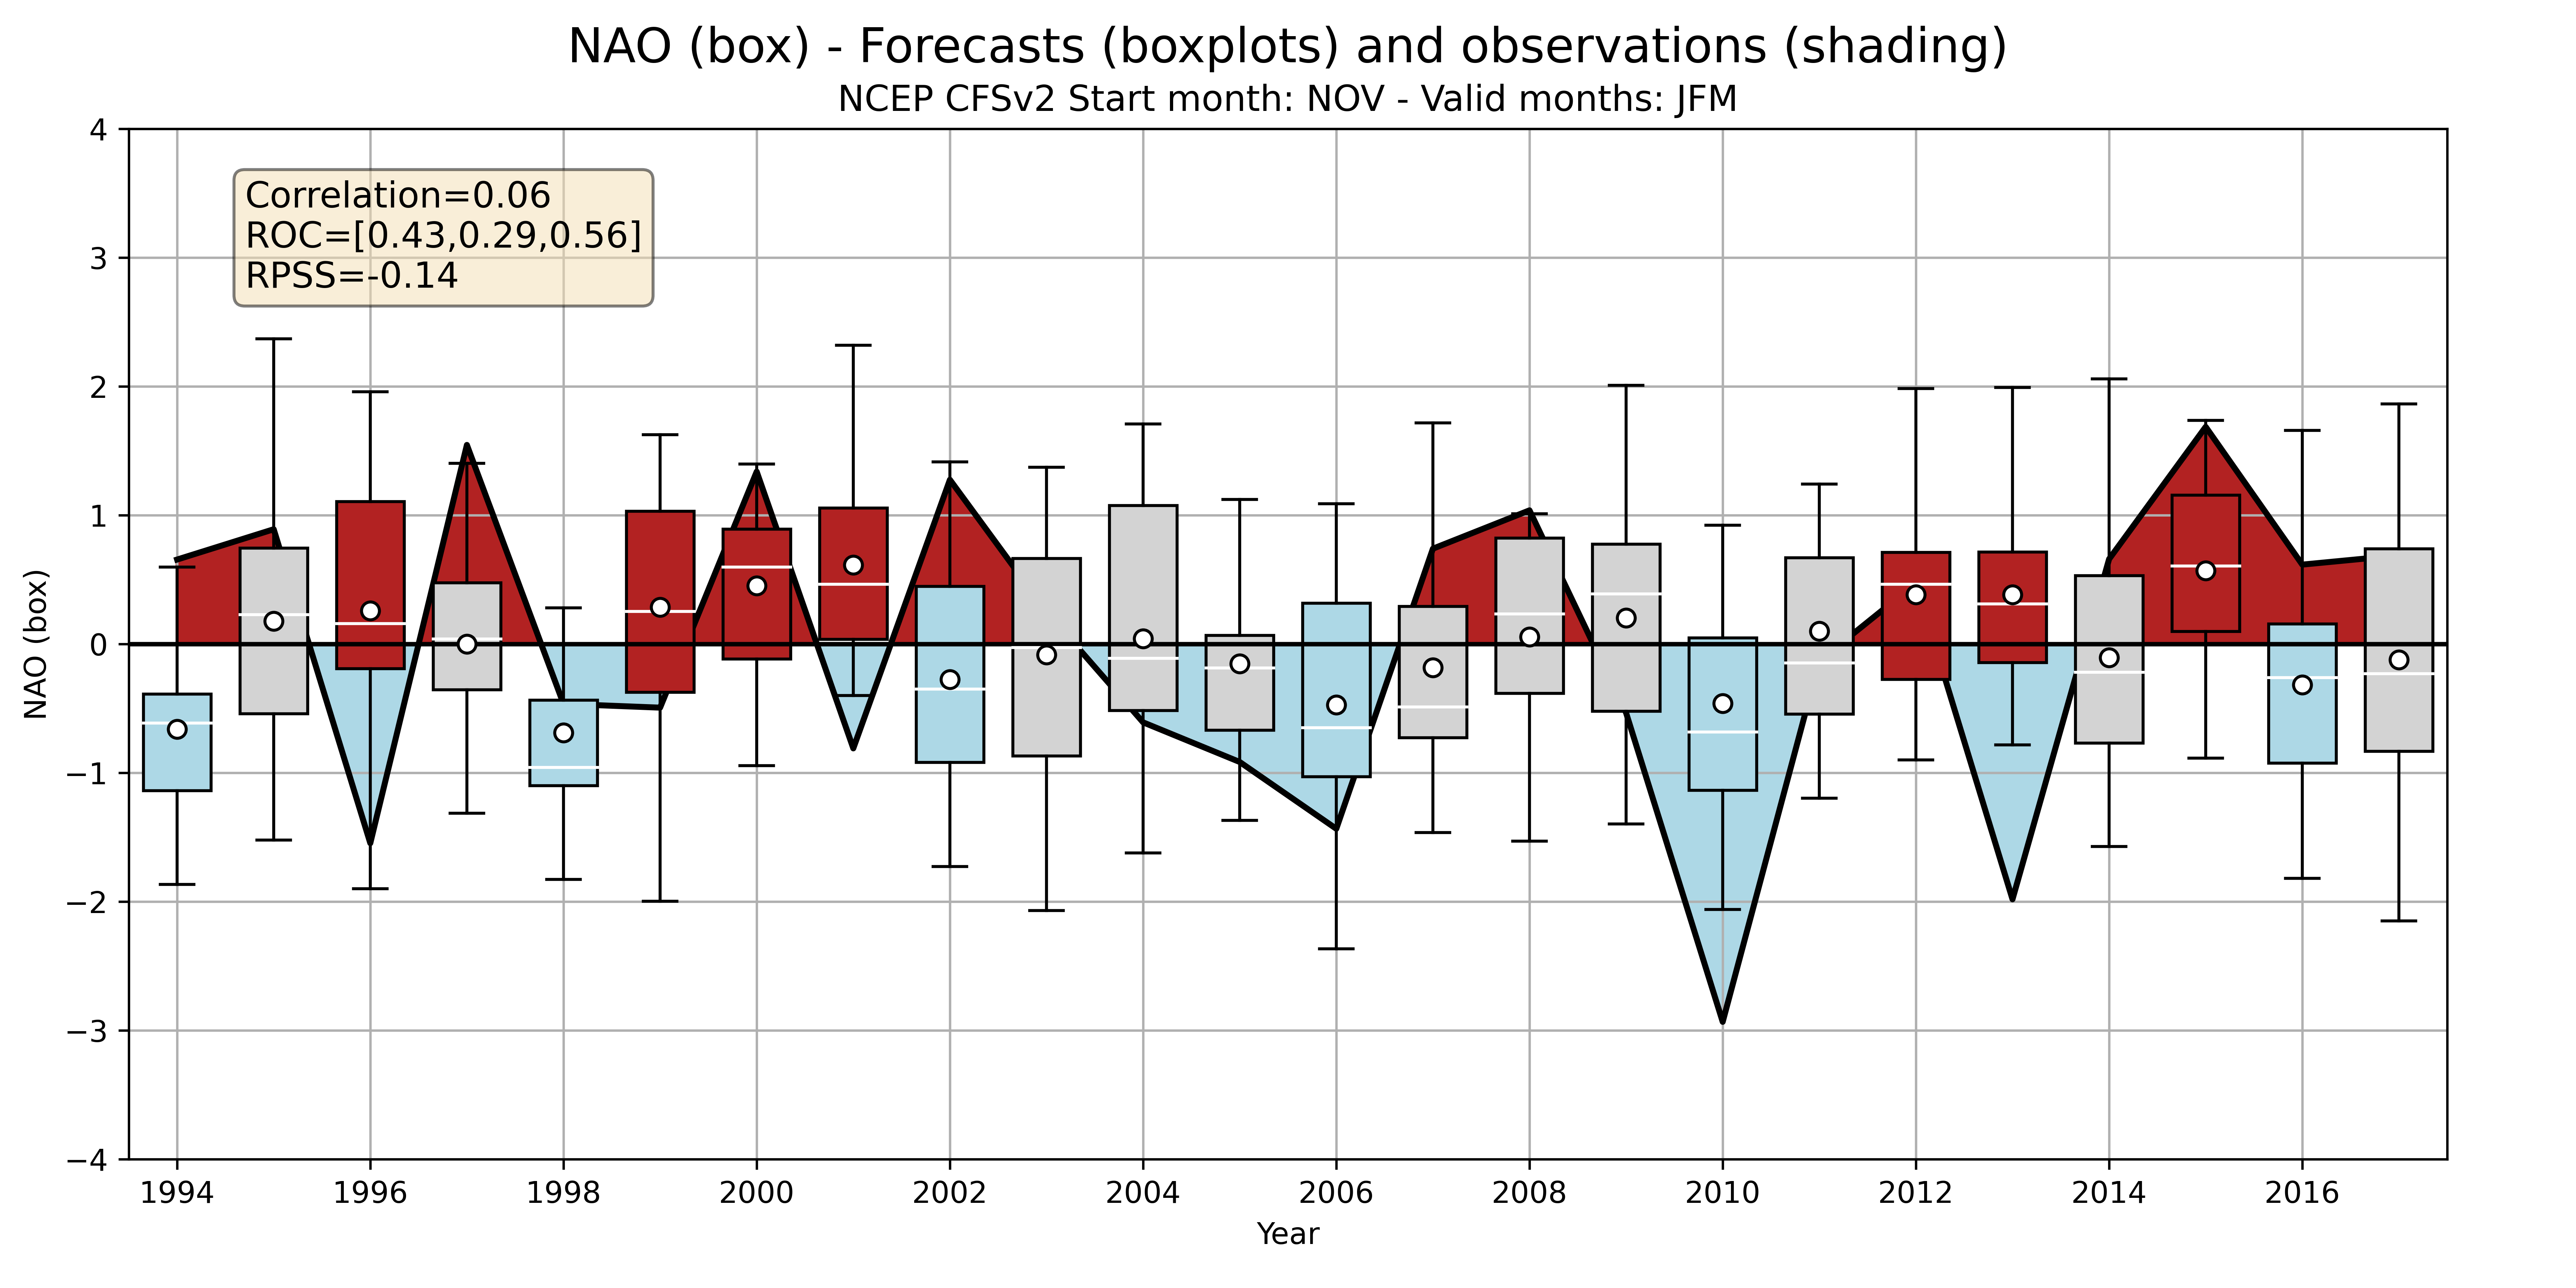 NAO (box) - Forecasts (boxplots) and observations (shading)
NCEP CFSv2 Start month: NOV - Valid months: JFM
Correlation=0.06
ROC=[0.43,0.29,0.56]
RPSS=-0.14
NAO (box)
4
3
2
1
0
−1
−2
−3
−4
1994 1996 1998 2000 2002 2004 2006 2008 2010 2012 2014 2016
Year